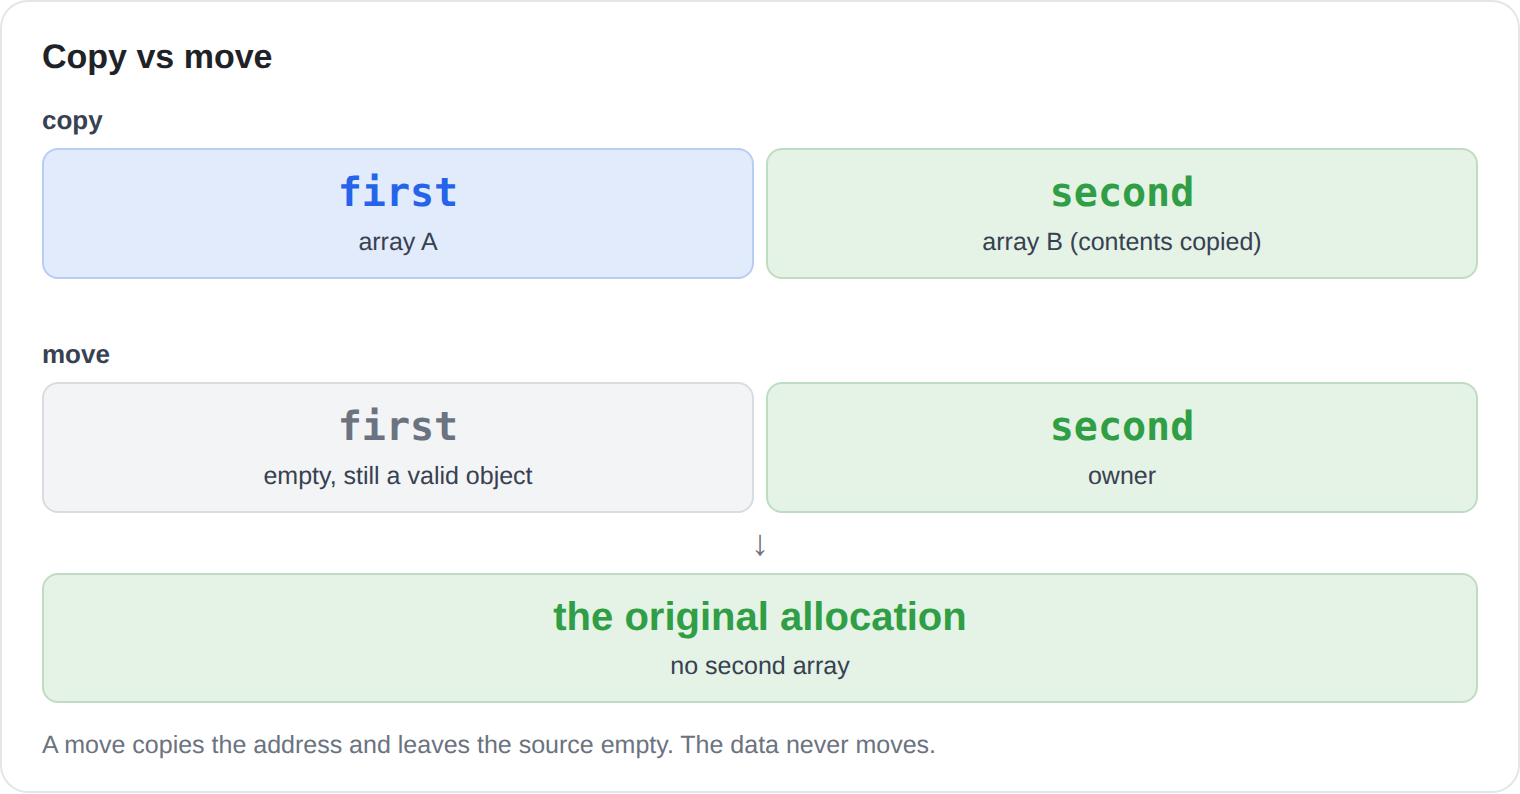 Copy vs move
copy
first
array A
second
array B (contents copied)
move
first
empty, still a valid object
second
owner
↓
the original allocation
no second array
A move copies the address and leaves the source empty. The data never moves.